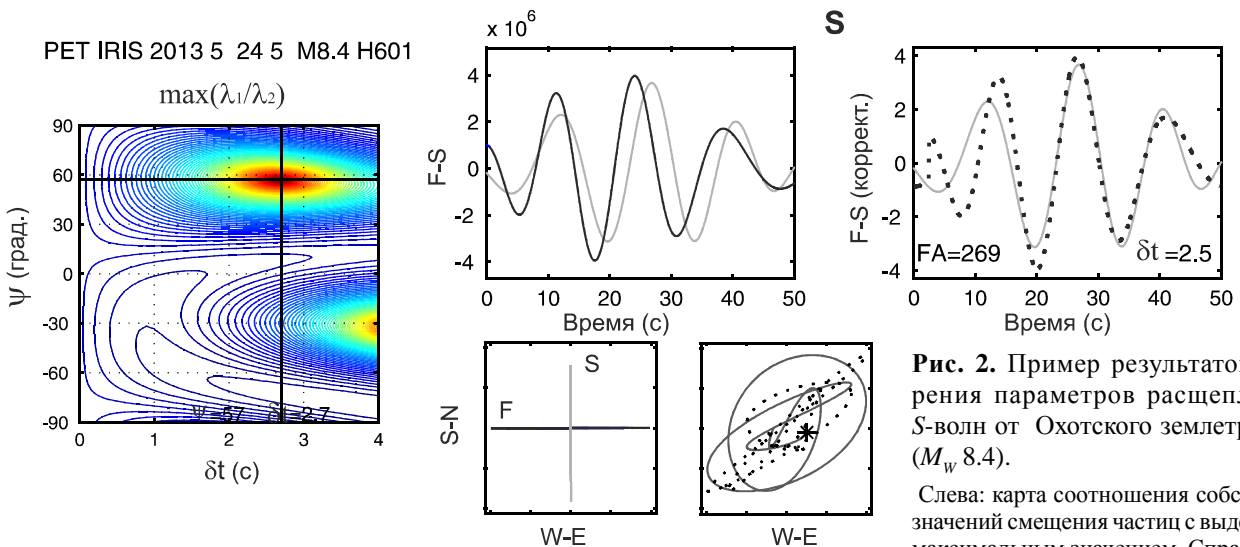 PET IRIS 2013 5 24 5 M8.4 H601
max(λ₁/λ₂)
90
60
30
0
-30
-60
-90
Ψ (град.)
Ψ=57 δt=2.7
0 1 2 3 4
δt (с)
x 10⁶
4
2
0
-2
-4
F-S
0 10 20 30 40 50
Время (с)
S
4
2
0
-2
-4
F-S (коррект.)
FA=269 δt =2.5
0 10 20 30 40 50
Время (с)
S-N
S
F
W-E
W-E
Рис. 2. Пример результатов
рения параметров расщепл
S-волн от Охотского землетр
(M_W 8.4).
Слева: карта соотношения собс
значений смещения частиц с выде